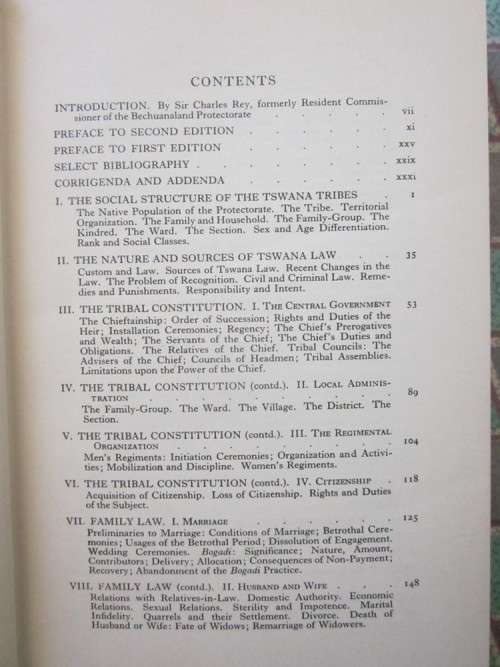 CONTENTS
INTRODUCTION. By Sir Charles Rey, formerly Resident Commis-
sioner of the Bechuanaland Protectorate . . . . . vii
PREFACE TO SECOND EDITION . . . . . xi
PREFACE TO FIRST EDITION . . . . . xxv
SELECT BIBLIOGRAPHY . . . . . . xxix
CORRIGENDA AND ADDENDA . . . . . xxxi
I. THE SOCIAL STRUCTURE OF THE TSWANA TRIBES 1
The Native Population of the Protectorate. The Tribe. Territorial
Organization. The Family and Household. The Family-Group. The
Kindred. The Ward. The Section. Sex and Age Differentiation.
Rank and Social Classes.
II. THE NATURE AND SOURCES OF TSWANA LAW . . 35
Custom and Law. Sources of Tswana Law. Recent Changes in the
Law. The Problem of Recognition. Civil and Criminal Law. Reme-
dies and Punishments. Responsibility and Intent.
III. THE TRIBAL CONSTITUTION. I. The Central Government 53
The Chieftainship: Order of Succession; Rights and Duties of the
Heir; Installation Ceremonies; Regency; The Chief's Prerogatives
and Wealth; The Servants of the Chief; The Chief's Duties and
Obligations. The Relatives of the Chief. Tribal Councils: The
Advisers of the Chief; Councils of Headmen; Tribal Assemblies.
Limitations upon the Power of the Chief.
IV. THE TRIBAL CONSTITUTION (contd.). II. Local Adminis-
tration . . . . . . . . . 89
The Family-Group. The Ward. The Village. The District. The
Section.
V. THE TRIBAL CONSTITUTION (contd.). III. The Regimental
Organization . . . . . . . . 104
Men's Regiments: Initiation Ceremonies; Organization and Activi-
ties; Mobilization and Discipline. Women's Regiments.
VI. THE TRIBAL CONSTITUTION (contd.). IV. Citizenship . 118
Acquisition of Citizenship. Loss of Citizenship. Rights and Duties
of the Subject.
VII. FAMILY LAW. I. Marriage . . . . . 125
Preliminaries to Marriage: Conditions of Marriage; Betrothal Cere-
monies; Usages of the Betrothal Period; Dissolution of Engagement.
Wedding Ceremonies. Bogadi: Significance; Nature, Amount,
Contributors; Delivery; Allocation; Consequences of Non-Payment;
Recovery; Abandonment of the Bogadi Practice.
VIII. FAMILY LAW (contd.). II. Husband and Wife . . . 148
Relations with Relatives-in-Law. Domestic Authority. Economic
Relations. Sexual Relations. Sterility and Impotence. Marital
Infidelity. Quarrels and their Settlement. Divorce. Death of
Husband or Wife: Fate of Widows; Remarriage of Widowers.